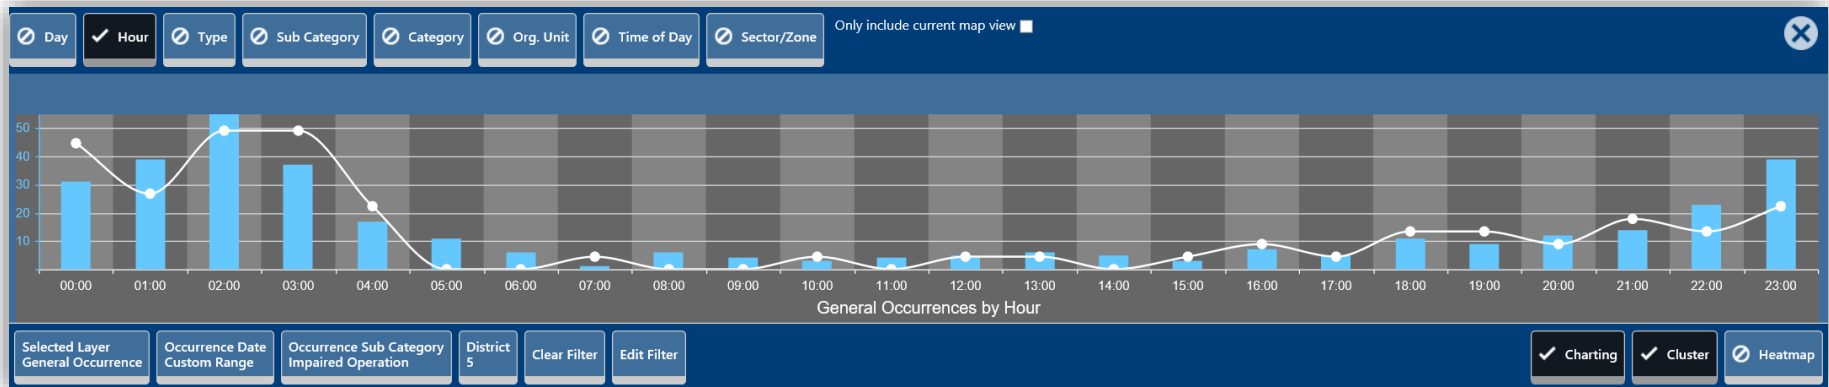 Day
Hour
Type
Sub Category
Category
Org. Unit
Time of Day
Sector/Zone
Only include current map view
50
40
30
20
10
00:00 01:00 02:00 03:00 04:00 05:00 06:00 07:00 08:00 09:00 10:00 11:00 12:00 13:00 14:00 15:00 16:00 17:00 18:00 19:00 20:00 21:00 22:00 23:00
General Occurrences by Hour
Selected Layer
General Occurrence
Occurrence Date
Custom Range
Occurrence Sub Category
Impaired Operation
District
5
Clear Filter
Edit Filter
Charting
Cluster
Heatmap